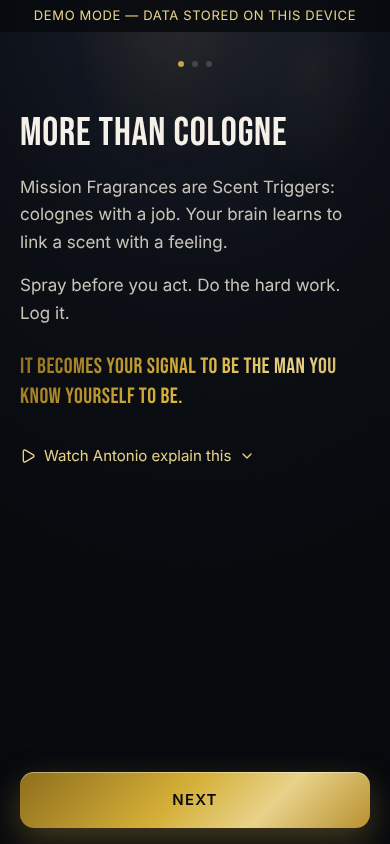 DEMO MODE — DATA STORED ON THIS DEVICE
MORE THAN COLOGNE
Mission Fragrances are Scent Triggers:
colognes with a job. Your brain learns to
link a scent with a feeling.
Spray before you act. Do the hard work.
Log it.
IT BECOMES YOUR SIGNAL TO BE THE MAN YOU
KNOW YOURSELF TO BE.
Watch Antonio explain this
NEXT